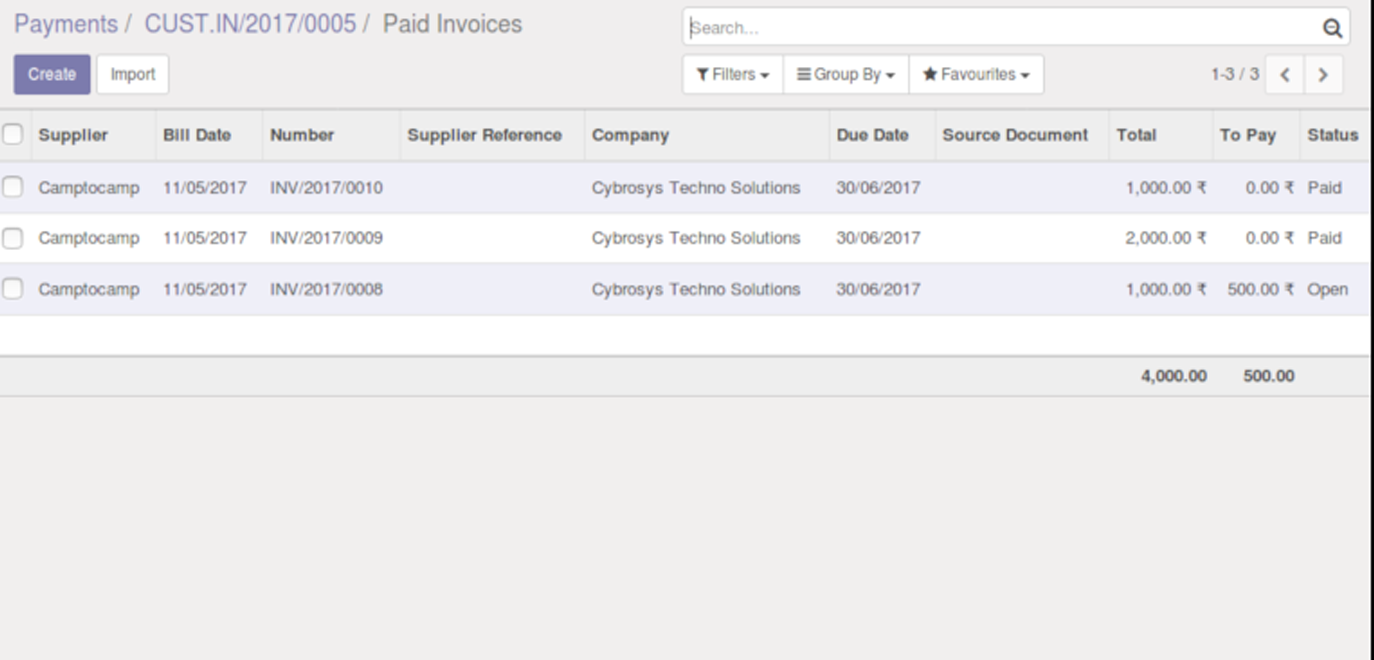 Payments / CUST.IN/2017/0005 / Paid Invoices
Search...
Create Import
Filters Group By Favourites 1-3 / 3
Supplier Bill Date Number Supplier Reference Company Due Date Source Document Total To Pay Status
Camptocamp 11/05/2017 INV/2017/0010 Cybrosys Techno Solutions 30/06/2017 1,000.00 ₹ 0.00 ₹ Paid
Camptocamp 11/05/2017 INV/2017/0009 Cybrosys Techno Solutions 30/06/2017 2,000.00 ₹ 0.00 ₹ Paid
Camptocamp 11/05/2017 INV/2017/0008 Cybrosys Techno Solutions 30/06/2017 1,000.00 ₹ 500.00 ₹ Open
4,000.00 500.00